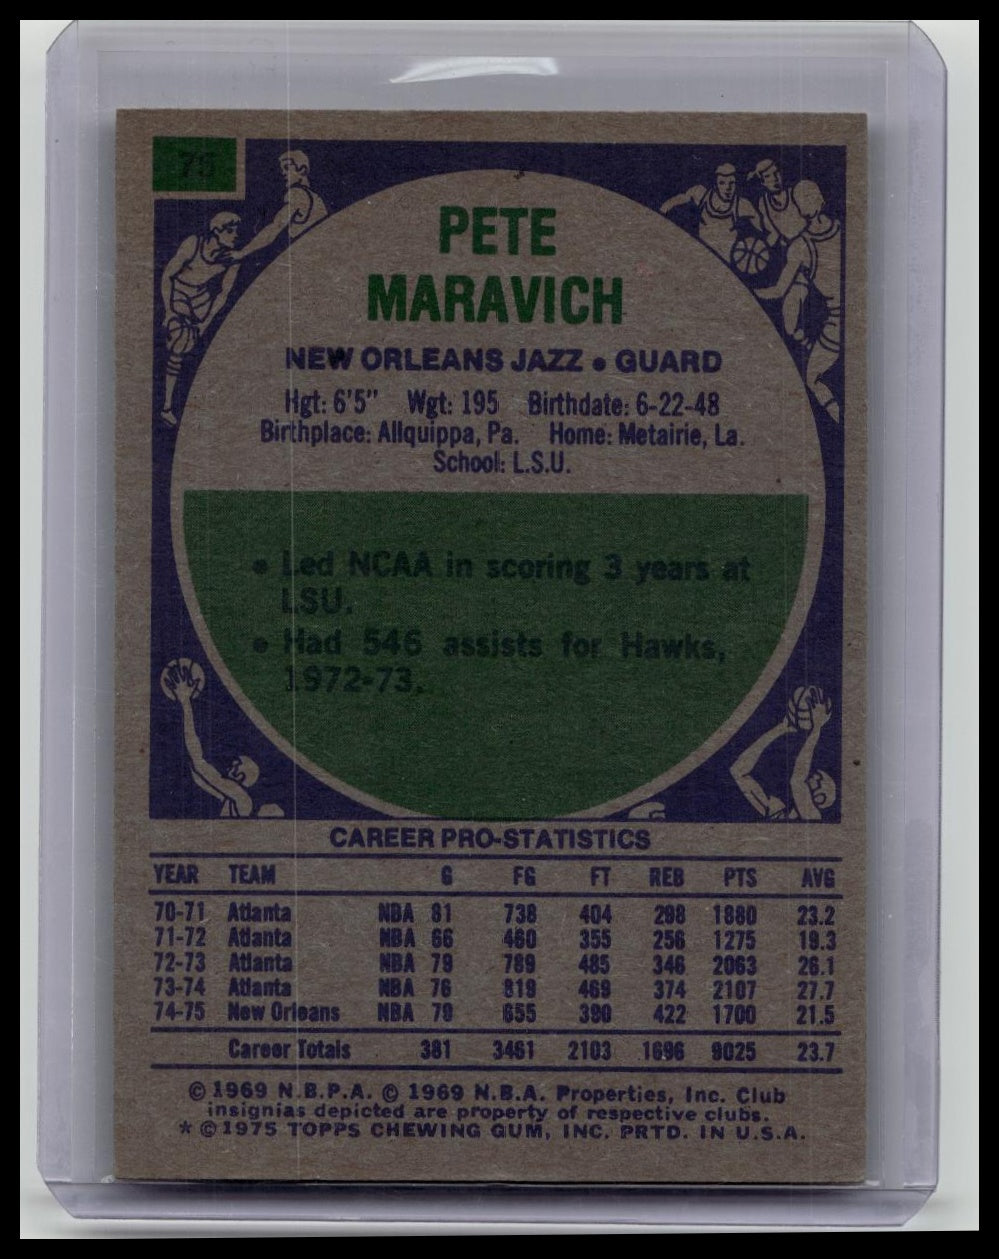 75
PETE
MARAVICH
NEW ORLEANS JAZZ • GUARD
Hgt: 6'5" Wgt: 195 Birthdate: 6-22-48
Birthplace: Aliquippa, Pa. Home: Metairie, La.
School: L.S.U.
• Led NCAA in scoring 3 years at
LSU.
• Had 546 assists for Hawks,
1972-73.
CAREER PRO-STATISTICS
YEAR TEAM G FG FT REB PTS AVG
70-71 Atlanta NBA 81 738 404 298 1880 23.2
71-72 Atlanta NBA 66 460 355 256 1275 19.3
72-73 Atlanta NBA 79 789 485 346 2063 26.1
73-74 Atlanta NBA 76 819 469 374 2107 27.7
74-75 New Orleans NBA 79 655 390 422 1700 21.5
Career Totals 381 3461 2103 1696 9025 23.7
© 1969 N.B.P.A. © 1969 N.B.A. Properties, Inc. Club
insignias depicted are property of respective clubs.
* © 1975 TOPPS CHEWING GUM, INC. PRTD. IN U.S.A.